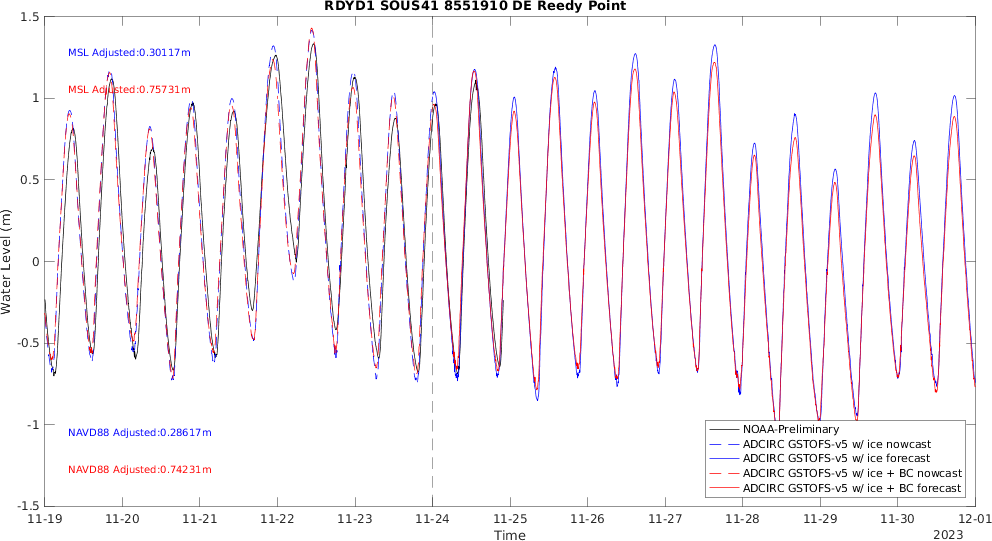 RDYD1 SOUS41 8551910 DE Reedy Point
MSL Adjusted:0.30117m
MSL Adjusted:0.75731m
NAVD88 Adjusted:0.28617m
NAVD88 Adjusted:0.74231m
Water Level (m)
1.5
1
0.5
0
-0.5
-1
-1.5
NOAA-Preliminary
ADCIRC GSTOFS-v5 w/ ice nowcast
ADCIRC GSTOFS-v5 w/ ice forecast
ADCIRC GSTOFS-v5 w/ ice + BC nowcast
ADCIRC GSTOFS-v5 w/ ice + BC forecast
11-19 11-20 11-21 11-22 11-23 11-24 11-25 11-26 11-27 11-28 11-29 11-30 12-01
Time
2023